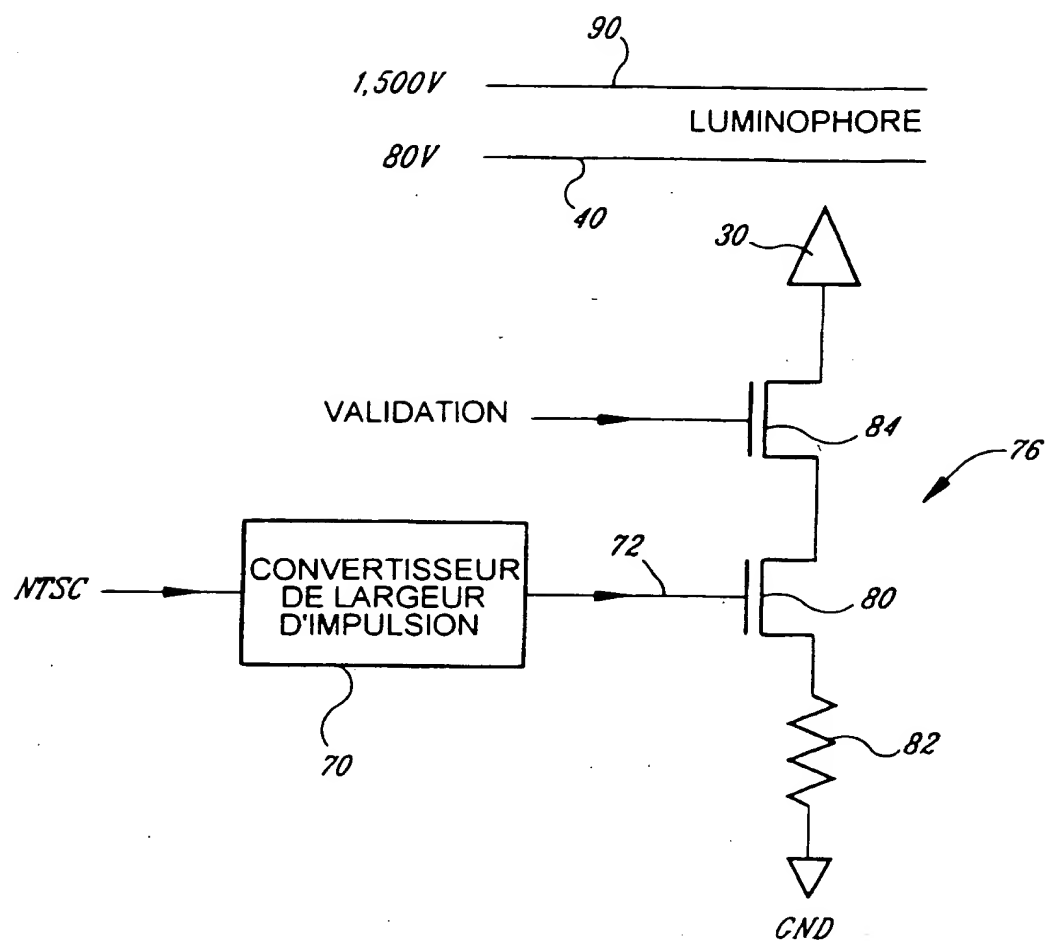 90
1,500V
LUMINOPHORE
80V
40
30
VALIDATION
84
76
72
NTSC
CONVERTISSEUR
DE LARGEUR
D'IMPULSION
80
70
82
GND